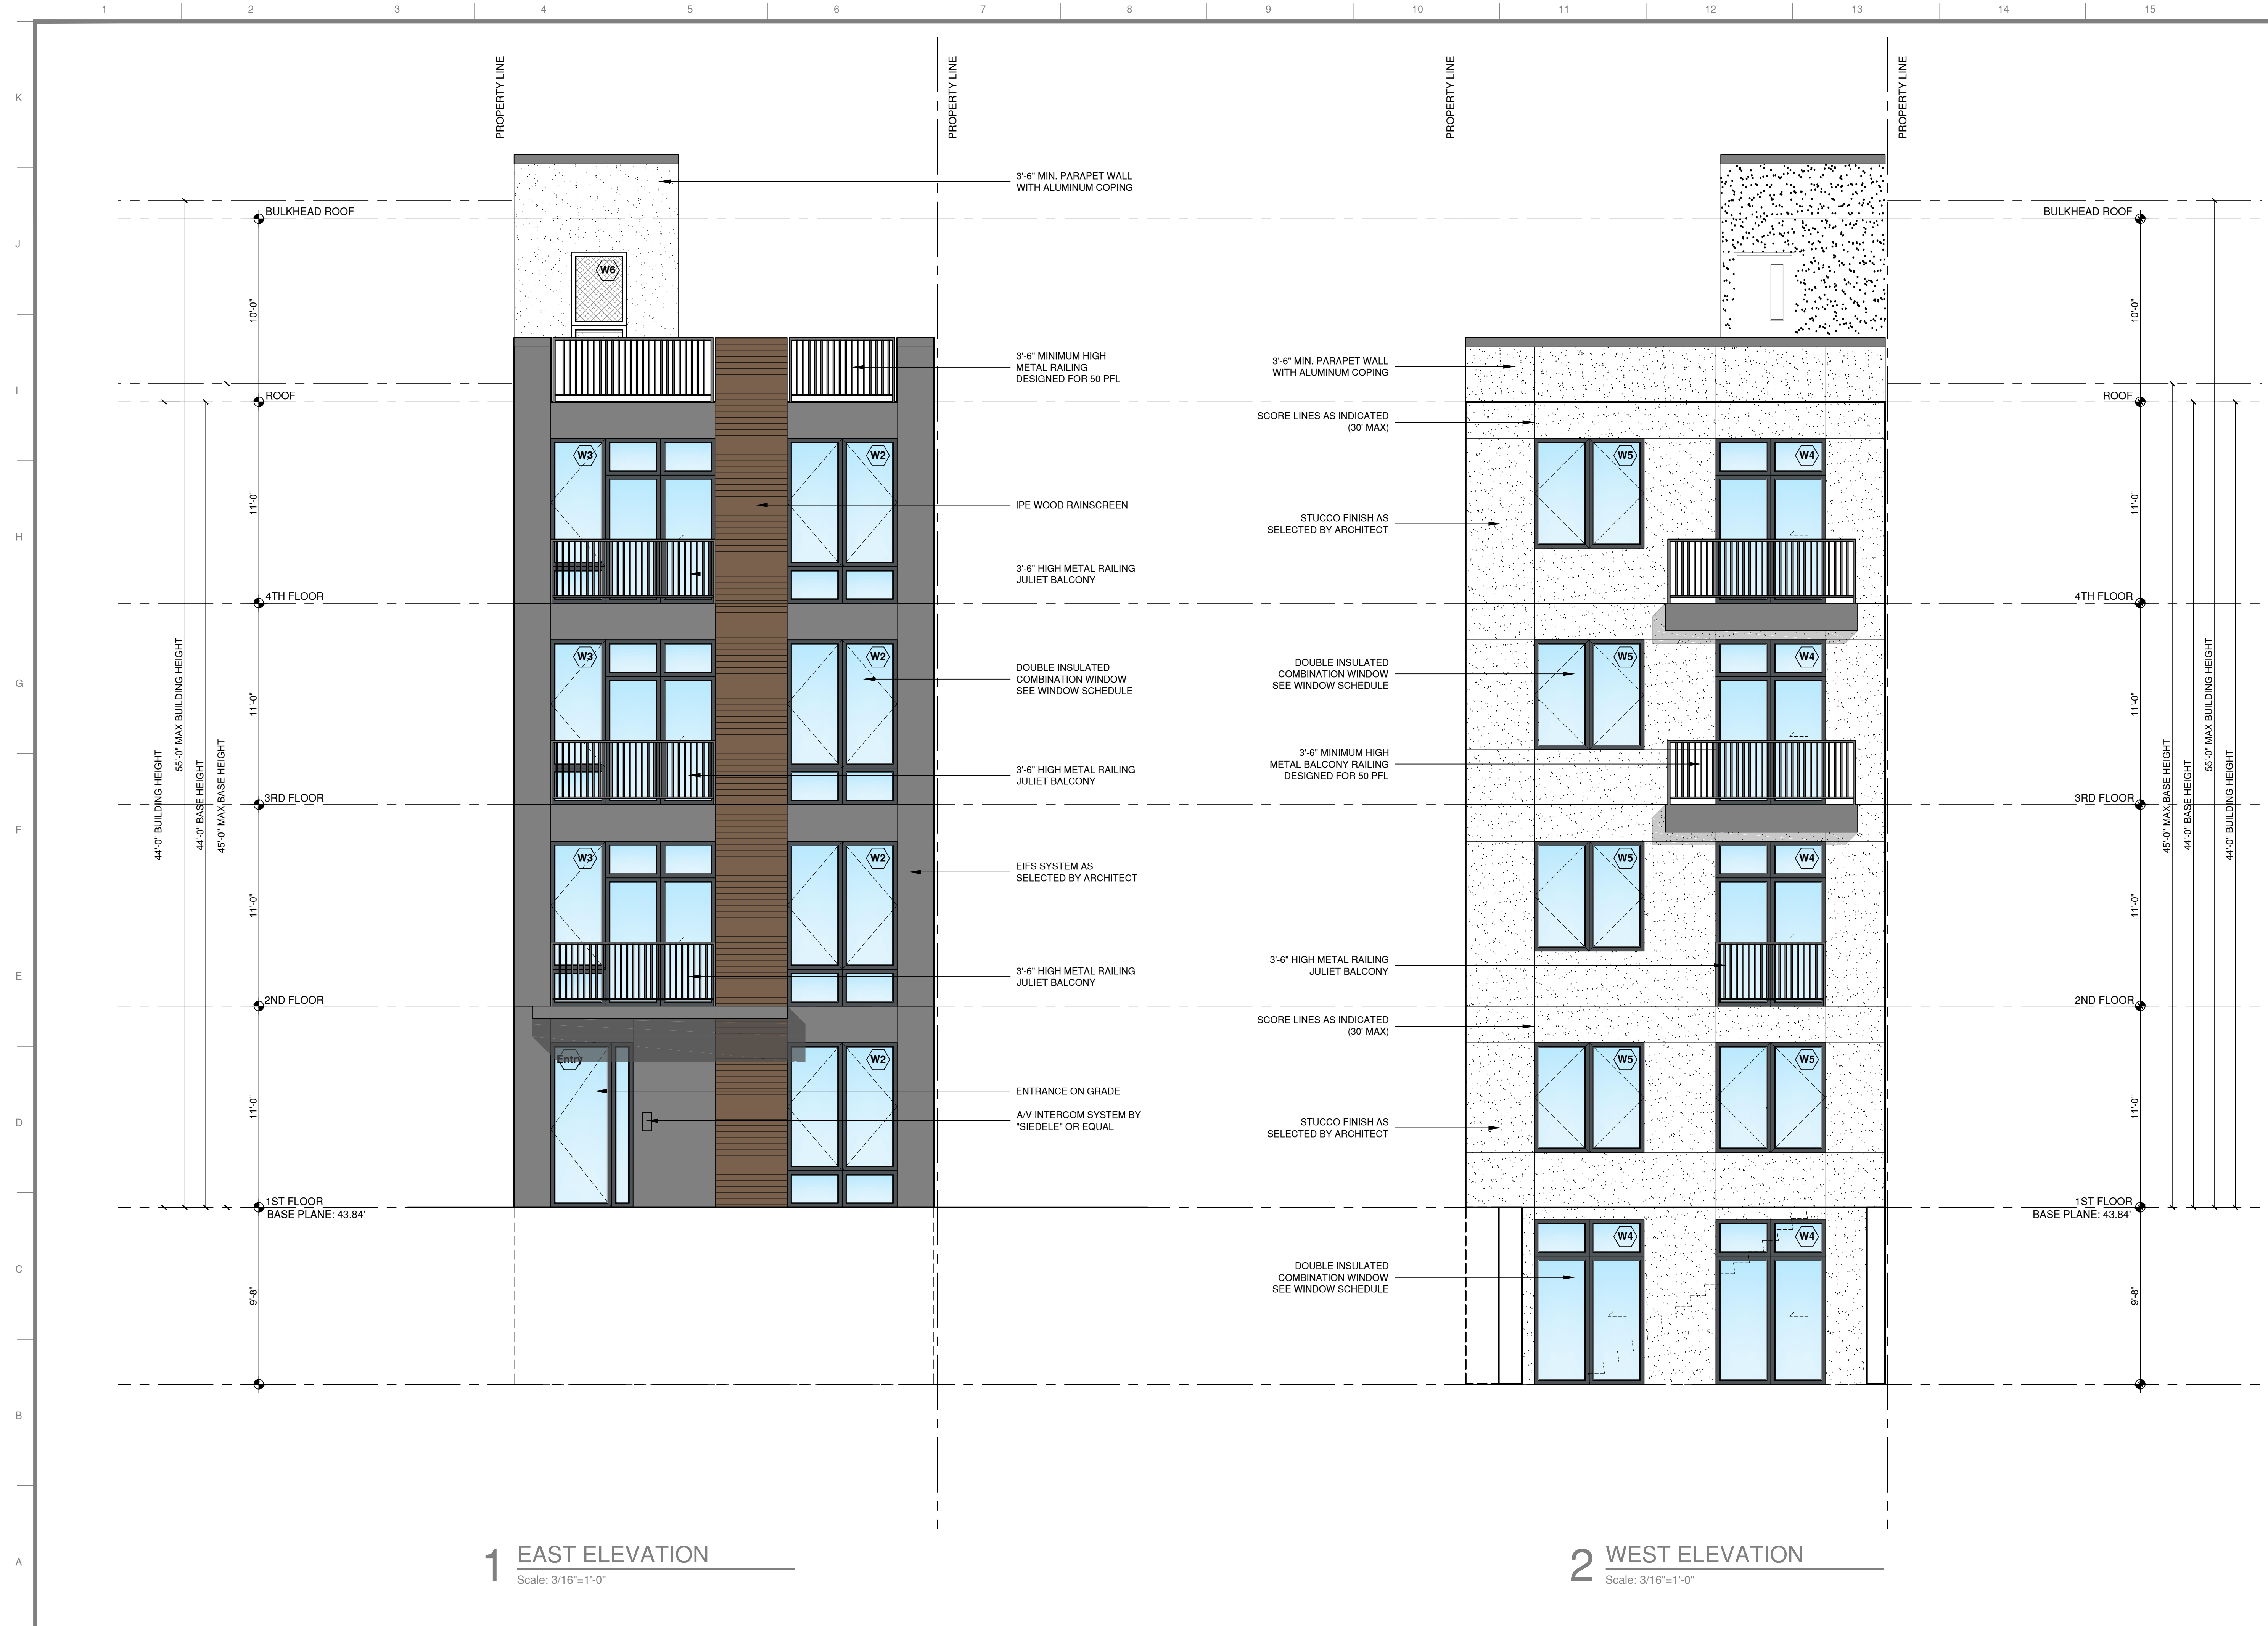 1 2 3 4 5 6 7 8 9 10 11 12 13 14 15
K
J
I
H
G
F
E
D
C
B
A
PROPERTY LINE
PROPERTY LINE
BULKHEAD ROOF
10'-0"
ROOF
11'-0"
4TH FLOOR
11'-0"
3RD FLOOR
11'-0"
2ND FLOOR
11'-0"
1ST FLOOR
BASE PLANE: 43.84'
9'-8"
44'-0" BUILDING HEIGHT
55'-0" MAX BUILDING HEIGHT
44'-0" BASE HEIGHT
45'-0" MAX BASE HEIGHT
W6
W3
W2
W3
W2
W3
W2
Entry
W2
3'-6" MIN. PARAPET WALL
WITH ALUMINUM COPING
3'-6" MINIMUM HIGH
METAL RAILING
DESIGNED FOR 50 PFL
IPE WOOD RAINSCREEN
3'-6" HIGH METAL RAILING
JULIET BALCONY
DOUBLE INSULATED
COMBINATION WINDOW
SEE WINDOW SCHEDULE
3'-6" HIGH METAL RAILING
JULIET BALCONY
EIFS SYSTEM AS
SELECTED BY ARCHITECT
3'-6" HIGH METAL RAILING
JULIET BALCONY
ENTRANCE ON GRADE
A/V INTERCOM SYSTEM BY
"SIEDELE" OR EQUAL
1 EAST ELEVATION
Scale: 3/16"=1'-0"
PROPERTY LINE
PROPERTY LINE
3'-6" MIN. PARAPET WALL
WITH ALUMINUM COPING
SCORE LINES AS INDICATED
(30' MAX)
STUCCO FINISH AS
SELECTED BY ARCHITECT
DOUBLE INSULATED
COMBINATION WINDOW
SEE WINDOW SCHEDULE
3'-6" MINIMUM HIGH
METAL BALCONY RAILING
DESIGNED FOR 50 PFL
3'-6" HIGH METAL RAILING
JULIET BALCONY
SCORE LINES AS INDICATED
(30' MAX)
STUCCO FINISH AS
SELECTED BY ARCHITECT
DOUBLE INSULATED
COMBINATION WINDOW
SEE WINDOW SCHEDULE
W5
W4
W5
W4
W5
W4
W5
W5
W4
W4
BULKHEAD ROOF
10'-0"
ROOF
11'-0"
4TH FLOOR
11'-0"
3RD FLOOR
11'-0"
2ND FLOOR
11'-0"
1ST FLOOR
BASE PLANE: 43.84'
9'-8"
45'-0" MAX BASE HEIGHT
44'-0" BASE HEIGHT
55'-0" MAX BUILDING HEIGHT
44'-0" BUILDING HEIGHT
2 WEST ELEVATION
Scale: 3/16"=1'-0"